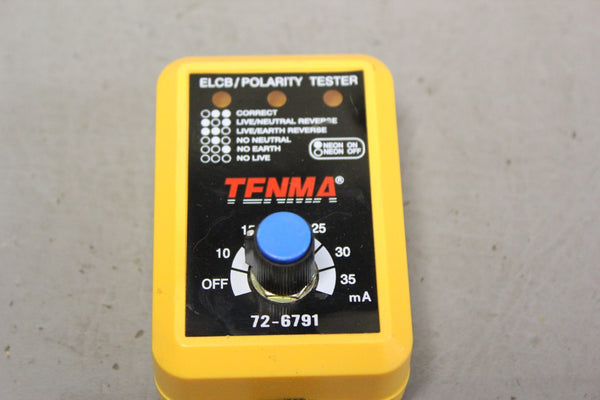 ELCB/POLARITY TESTER
CORRECT
LIVE/NEUTRAL REVERSE
LIVE/EARTH REVERSE
NO NEUTRAL
NO EARTH
NO LIVE
NEON ON
NEON OFF
TENMA®
25
10 30
OFF 35
mA
72-6791